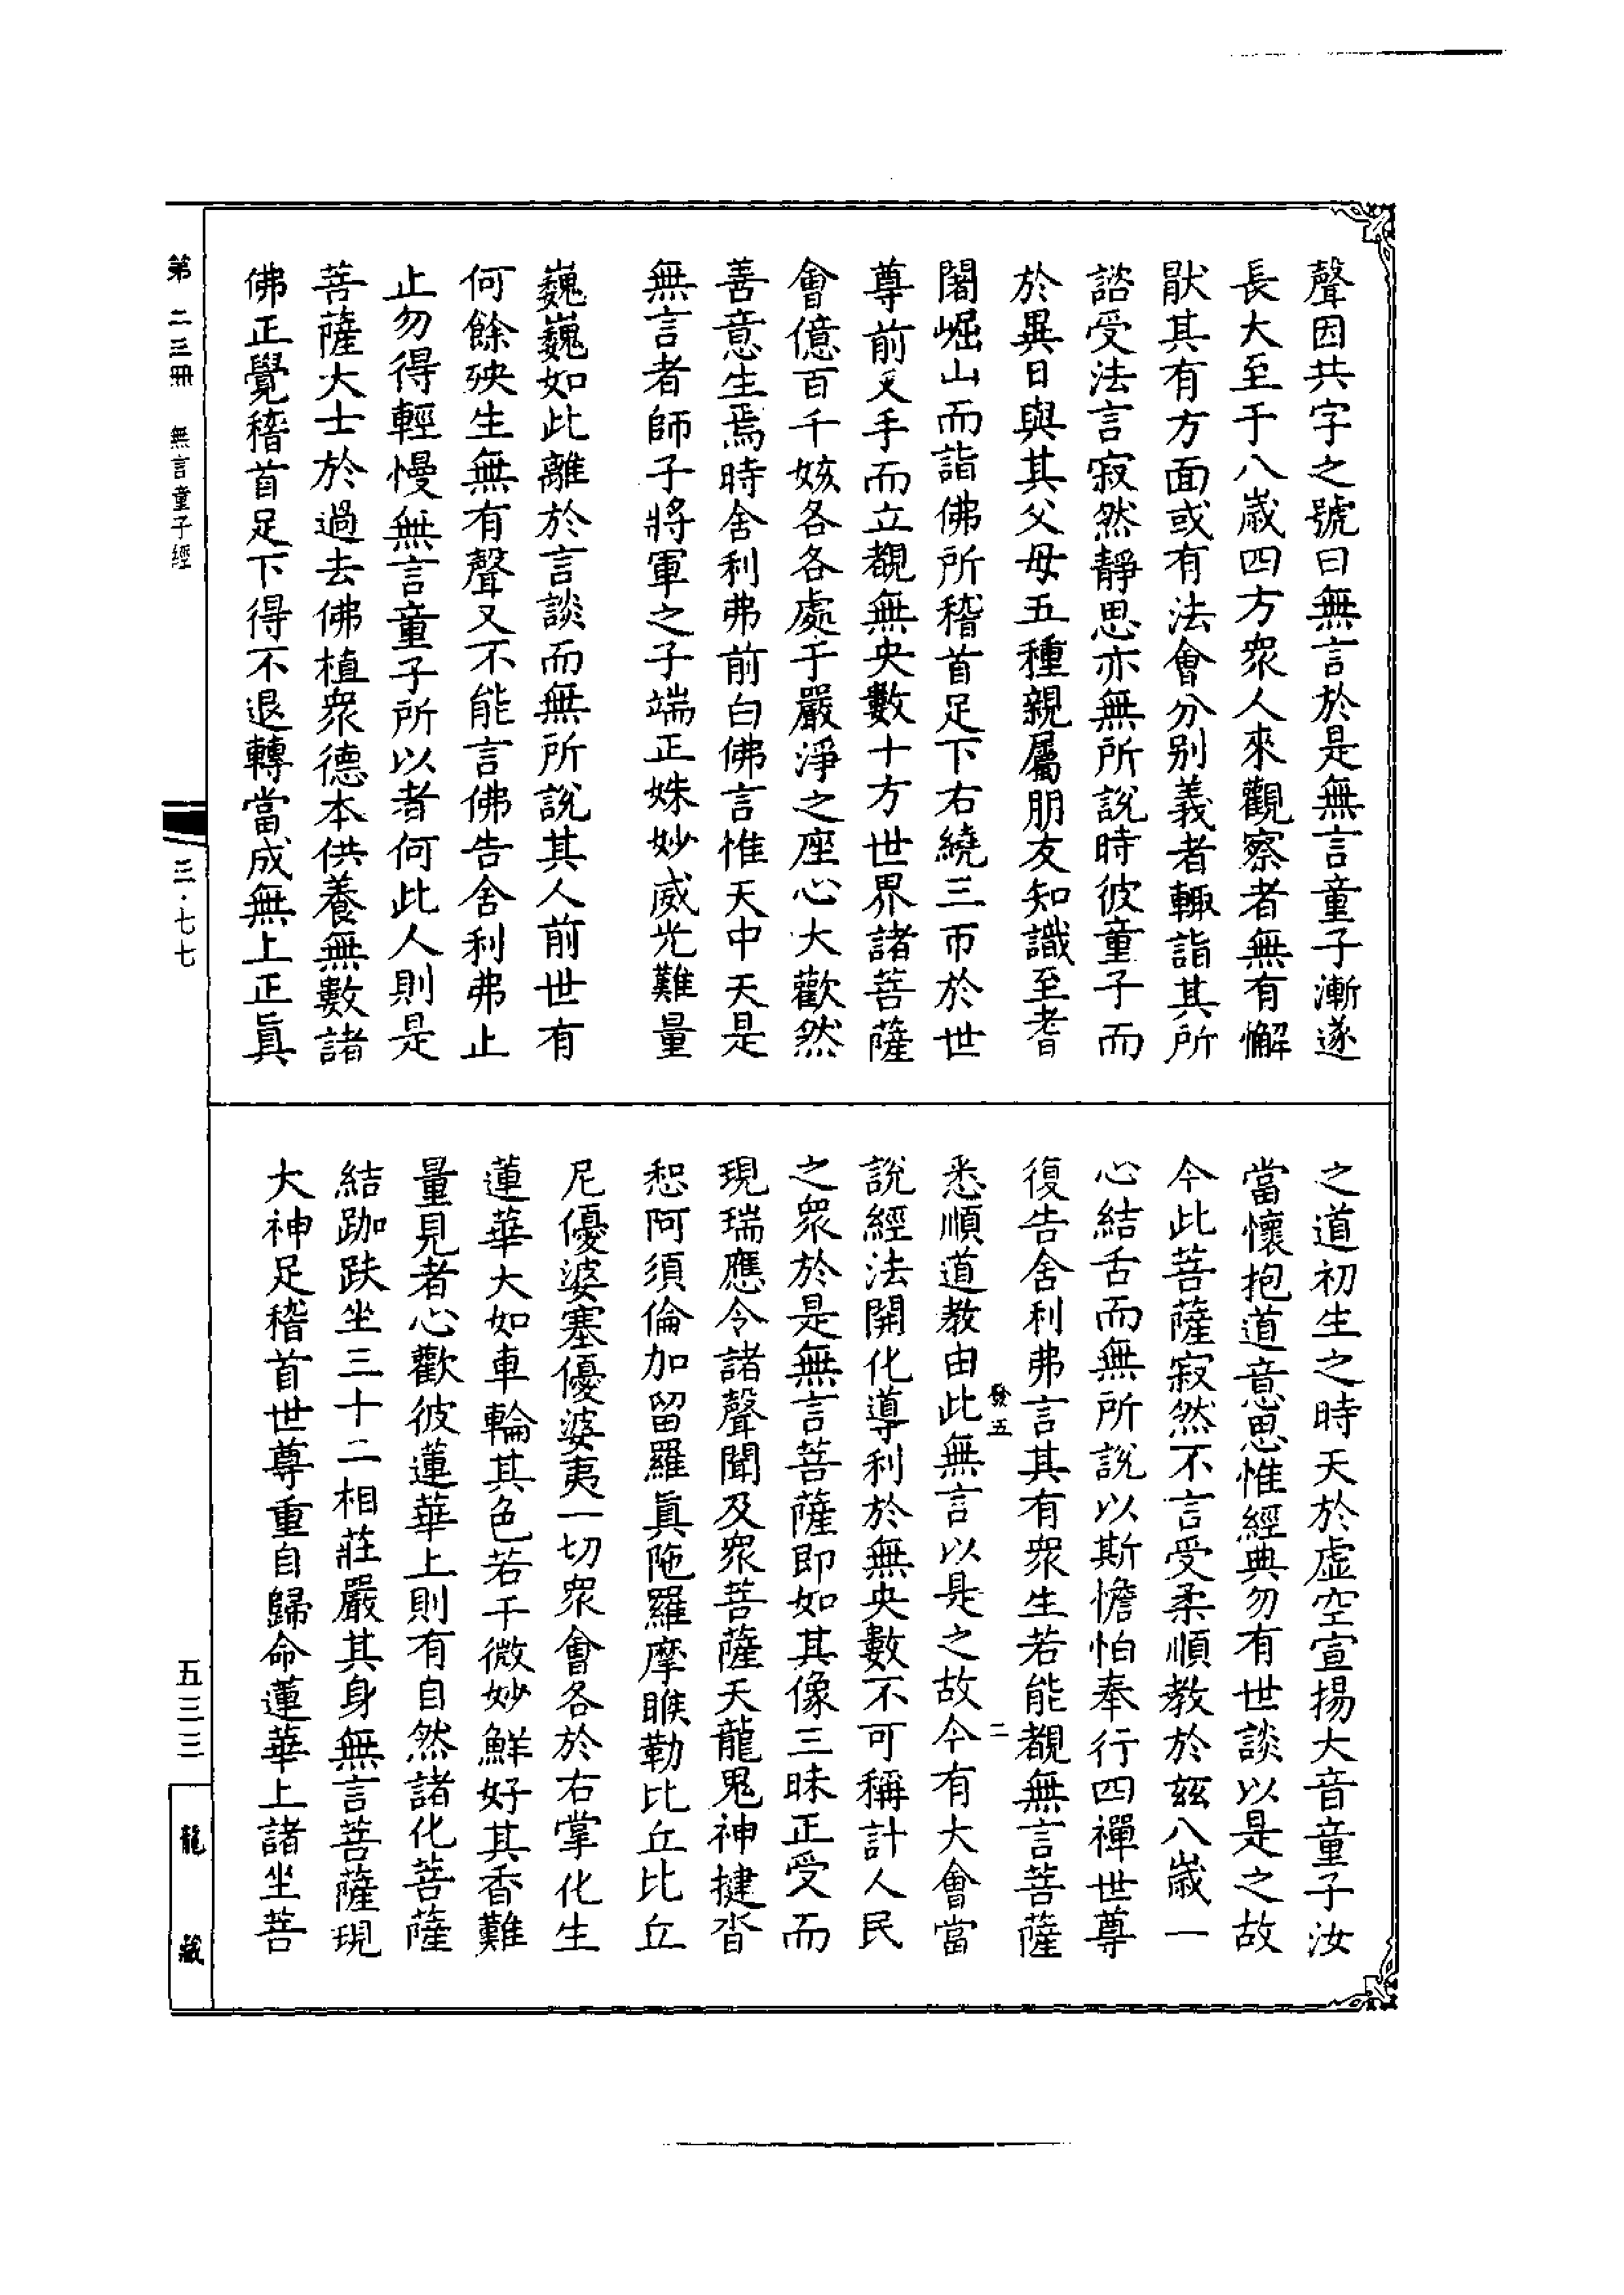 聲因共字之號曰無言於是無言童子漸遂
長大至于八歲四方衆人來觀察者無有懈
猒其有方面或有法會分别義者輙詣其所
諮受法言寂然靜思亦無所說時彼童子而
於異日與其父母五種親屬朋友知識至耆
闍崛山而詣佛所稽首足下右繞三帀於世
尊前叉手而立覩無央數十方世界諸菩薩
會億百千姟各各處于嚴淨之座心大歡然
善意生焉時舍利弗前白佛言惟天中天是
無言者師子將軍之子端正姝妙威光難量
巍巍如此離於言談而無所說其人前世有
何餘殃生無有聲又不能言佛告舍利弗止
止勿得輕慢無言童子所以者何此人則是
菩薩大士於過去佛植衆德本供養無數諸
佛正覺稽首足下得不退轉當成無上正眞
之道初生之時天於虛空宣揚大音童子汝
當懷抱道意思惟經典勿有世談以是之故
今此菩薩寂然不言受柔順教於茲八歲一
心結舌而無所說以斯憺怕奉行四禪世尊
復告舍利弗言其有衆生若能覩無言菩薩
發五 二
悉順道教由此無言以是之故今有大會當
說經法開化導利於無央數不可稱計人民
之衆於是無言菩薩即如其像三昧正受而
現瑞應令諸聲聞及衆菩薩天龍鬼神揵沓
恕阿須倫加留羅眞陁羅摩睺勒比丘比丘
尼優婆塞優婆夷一切衆會各於右掌化生
蓮華大如車輪其色若干微妙鮮好其香難
量見者心歡彼蓮華上則有自然諸化菩薩
結跏趺坐三十二相莊嚴其身無言菩薩現
大神足稽首世尊重自歸命蓮華上諸坐菩
第二三冊 無言童子經
三·七七
五三三
龍藏